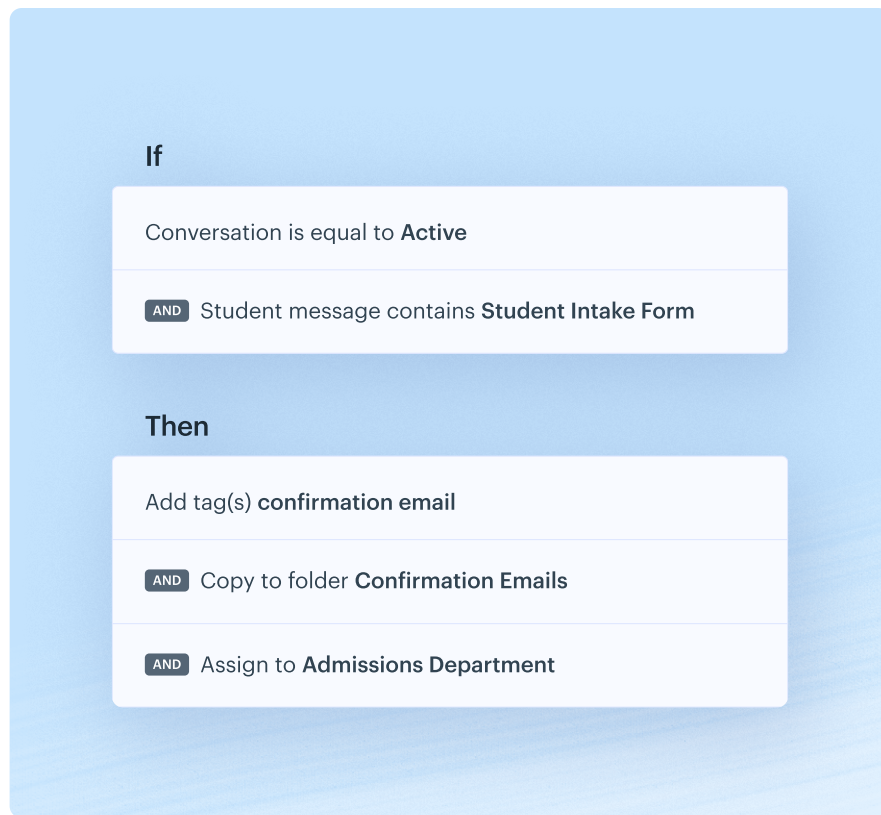 If
Conversation is equal to Active
AND Student message contains Student Intake Form
Then
Add tag(s) confirmation email
AND Copy to folder Confirmation Emails
AND Assign to Admissions Department